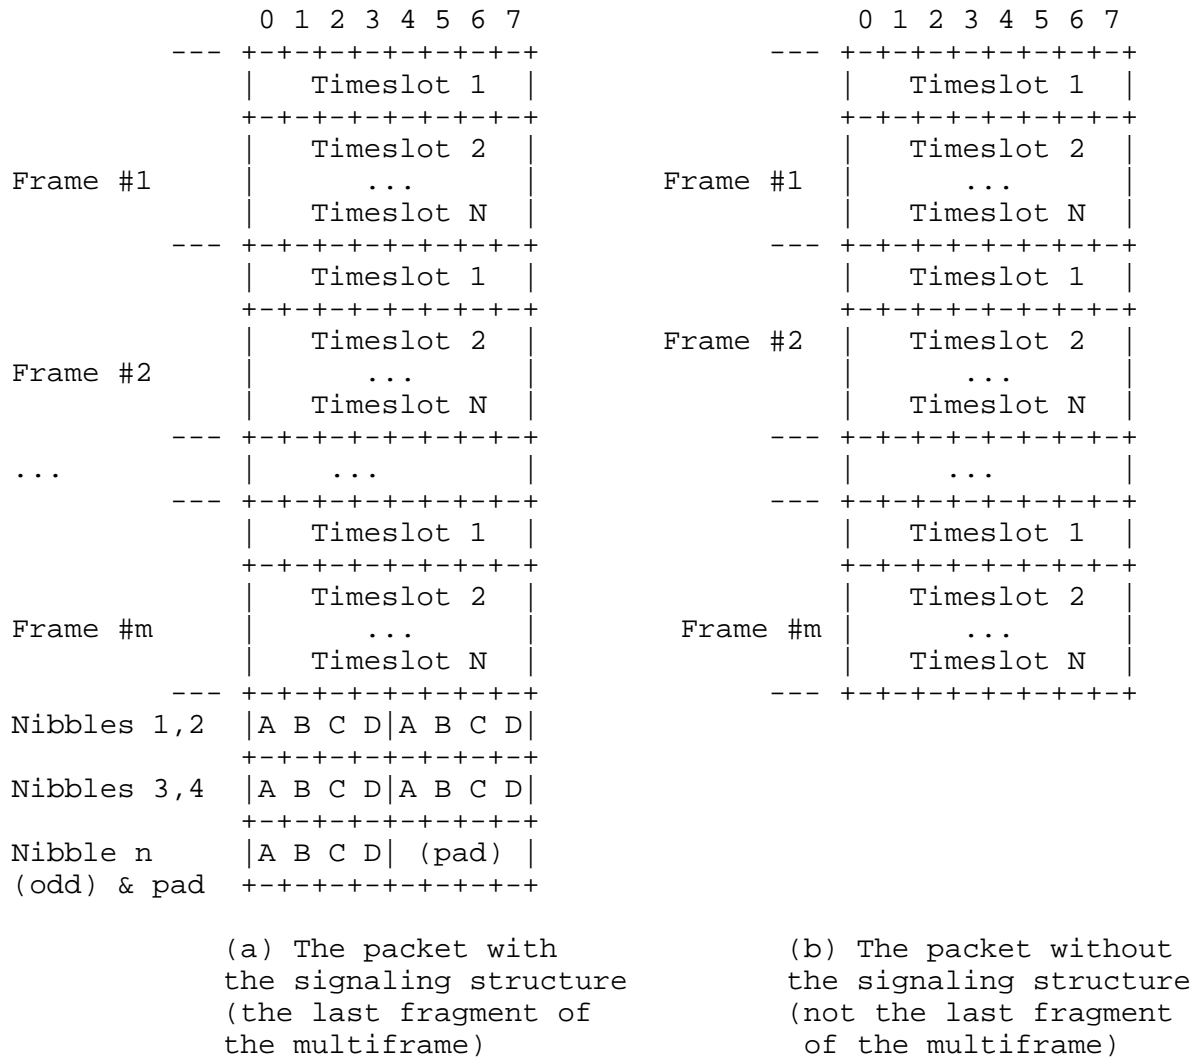 0 1 2 3 4 5 6 7                    0 1 2 3 4 5 6 7
           --- +-+-+-+-+-+-+-+-+              --- +-+-+-+-+-+-+-+-+
               |   Timeslot 1  |                  |   Timeslot 1  |
               +-+-+-+-+-+-+-+-+                  +-+-+-+-+-+-+-+-+
               |   Timeslot 2  |                  |   Timeslot 2  |
Frame #1       |      ...      |       Frame #1   |      ...      |
               |   Timeslot N  |                  |   Timeslot N  |
           --- +-+-+-+-+-+-+-+-+              --- +-+-+-+-+-+-+-+-+
               |   Timeslot 1  |                  |   Timeslot 1  |
               +-+-+-+-+-+-+-+-+                  +-+-+-+-+-+-+-+-+
               |   Timeslot 2  |       Frame #2   |   Timeslot 2  |
Frame #2       |      ...      |                  |      ...      |
               |   Timeslot N  |                  |   Timeslot N  |
           --- +-+-+-+-+-+-+-+-+              --- +-+-+-+-+-+-+-+-+
...            |    ...        |                  |     ...       |
           --- +-+-+-+-+-+-+-+-+              --- +-+-+-+-+-+-+-+-+
               |   Timeslot 1  |                  |   Timeslot 1  |
               +-+-+-+-+-+-+-+-+                  +-+-+-+-+-+-+-+-+
               |   Timeslot 2  |                  |   Timeslot 2  |
Frame #m       |      ...      |        Frame #m |      ...      |
               |   Timeslot N  |                  |   Timeslot N  |
           --- +-+-+-+-+-+-+-+-+              --- +-+-+-+-+-+-+-+-+
Nibbles 1,2    |A B C D|A B C D|
               +-+-+-+-+-+-+-+-+
Nibbles 3,4    |A B C D|A B C D|
               +-+-+-+-+-+-+-+-+
Nibble n       |A B C D| (pad) |
(odd) & pad    +-+-+-+-+-+-+-+-+
              (a) The packet with              (b) The packet without
              the signaling structure          the signaling structure
              (the last fragment of            (not the last fragment
              the multiframe)                   of the multiframe)